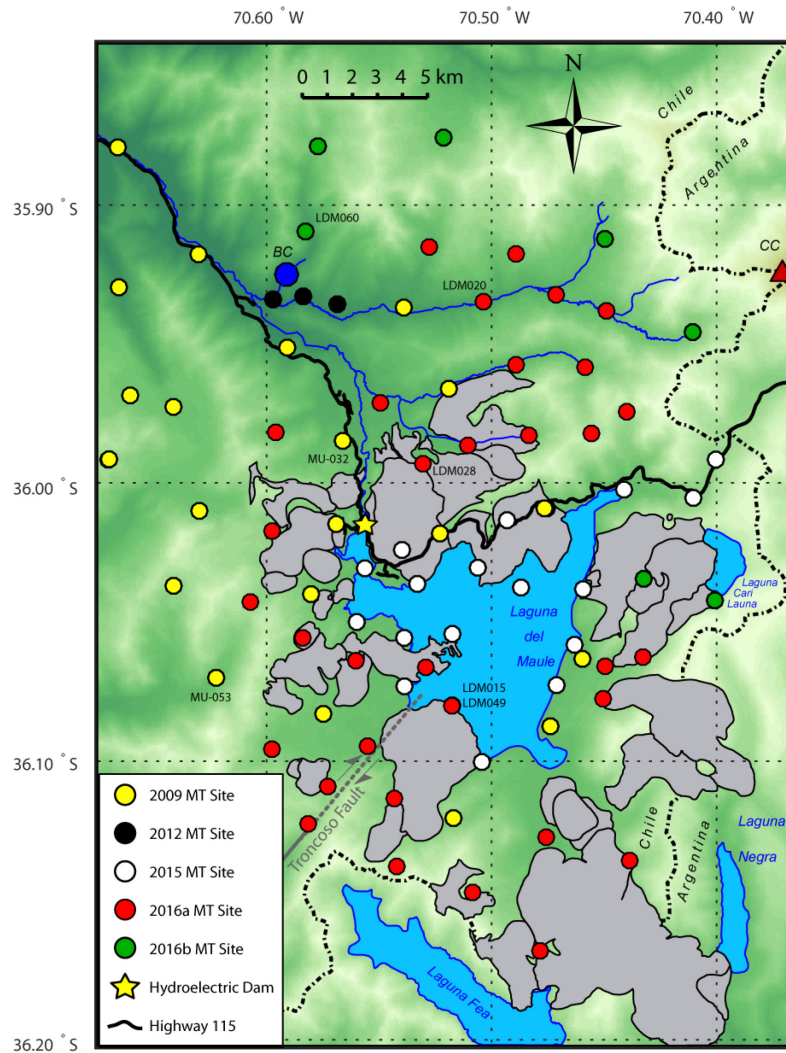 70.60 ° W
70.50 ° W
70.40 ° W
0 1 2 3 4 5 km
N
Chile
Argentina
35.90 ° S
LDM060
BC
CC
LDM020
MU-032
LDM028
36.00 ° S
Laguna
Cari
Launa
Laguna
del
Maule
MU-053
LDM015
LDM049
36.10 ° S
Troncoso Fault
Chile
Argentina
Laguna
Negra
Laguna Fea
2009 MT Site
2012 MT Site
2015 MT Site
2016a MT Site
2016b MT Site
Hydroelectric Dam
Highway 115
36.20 ° S